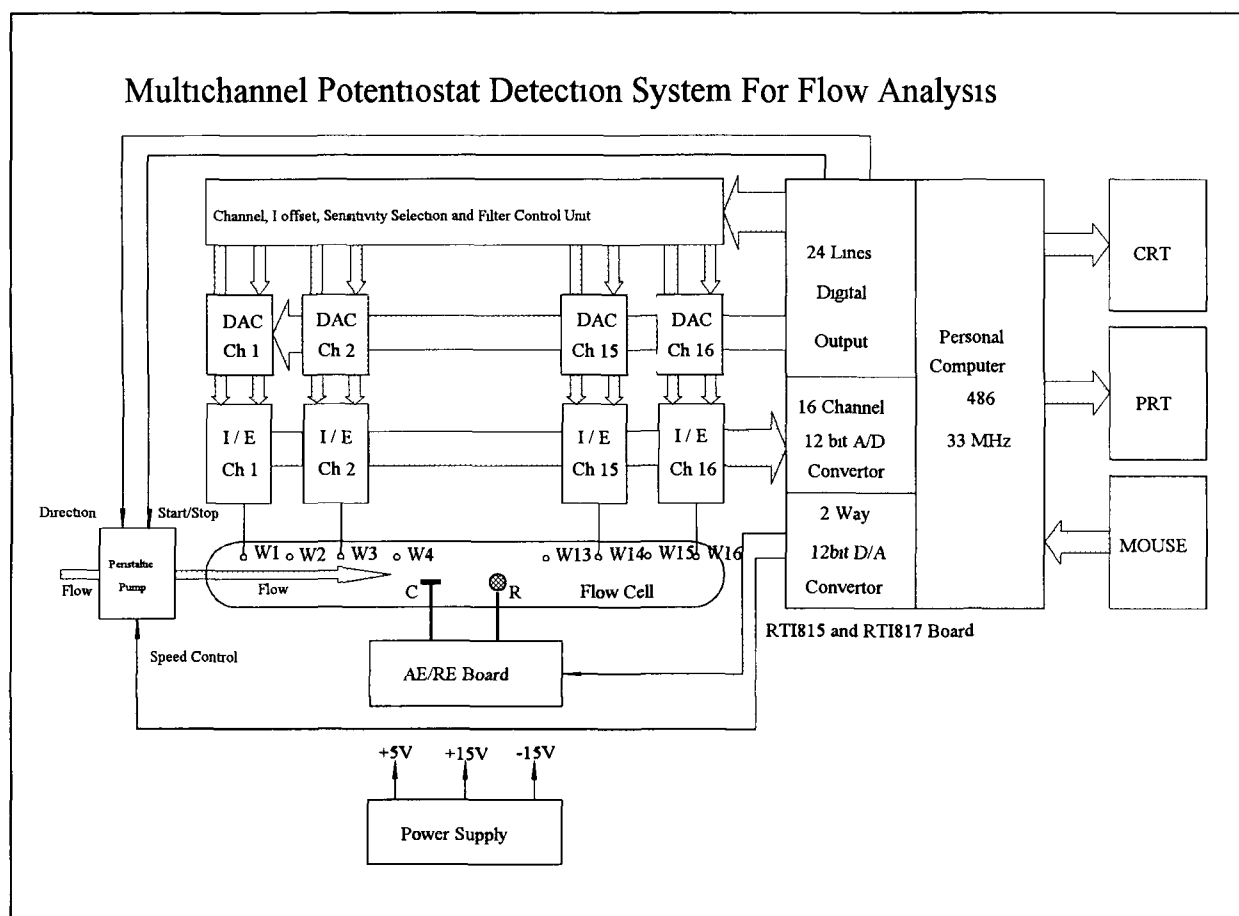 Multichannel Potentiostat Detection System For Flow Analysis
Channel, I offset, Sensitivity Selection and Filter Control Unit
DAC
Ch 1
DAC
Ch 2
DAC
Ch 15
DAC
Ch 16
I / E
Ch 1
I / E
Ch 2
I / E
Ch 15
I / E
Ch 16
24 Lines
Digital
Output
16 Channel
12 bit A/D
Convertor
2 Way
12bit D/A
Convertor
Personal
Computer
486
33 MHz
CRT
PRT
MOUSE
RTI815 and RTI817 Board
Direction
Start/Stop
Peristaltic
Pump
Flow
Flow
Speed Control
W1
W2
W3
W4
W13
W14
W15
W16
C
R
Flow Cell
AE/RE Board
+5V
+15V
-15V
Power Supply